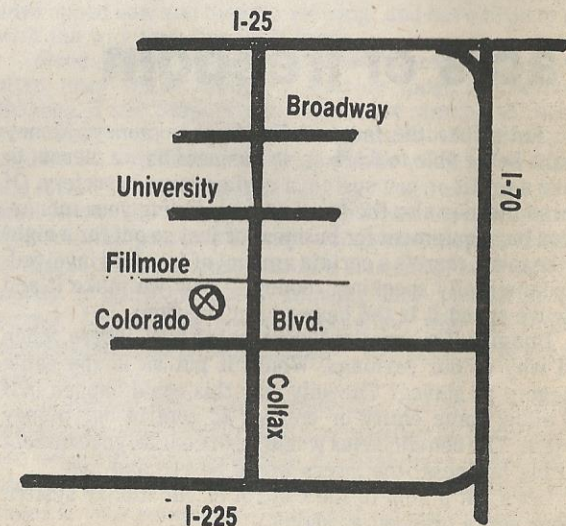 I-25
Broadway
University
I-70
Fillmore
Colorado Blvd.
Colfax
I-225